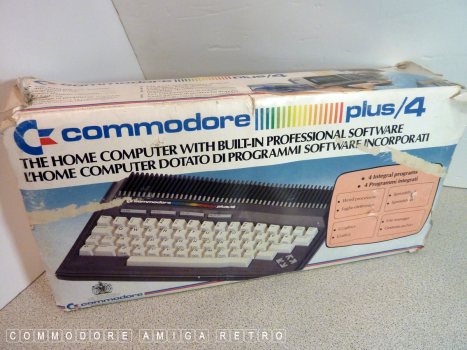 commodore plus/4
THE HOME COMPUTER WITH BUILT-IN PROFESSIONAL SOFTWARE
L'HOME COMPUTER DOTATO DI PROGRAMMI SOFTWARE INCORPORATI
• 4 Integral programs
• 4 Programmi integrati
commodore
commodore
COMMODORE AMIGA RETRO